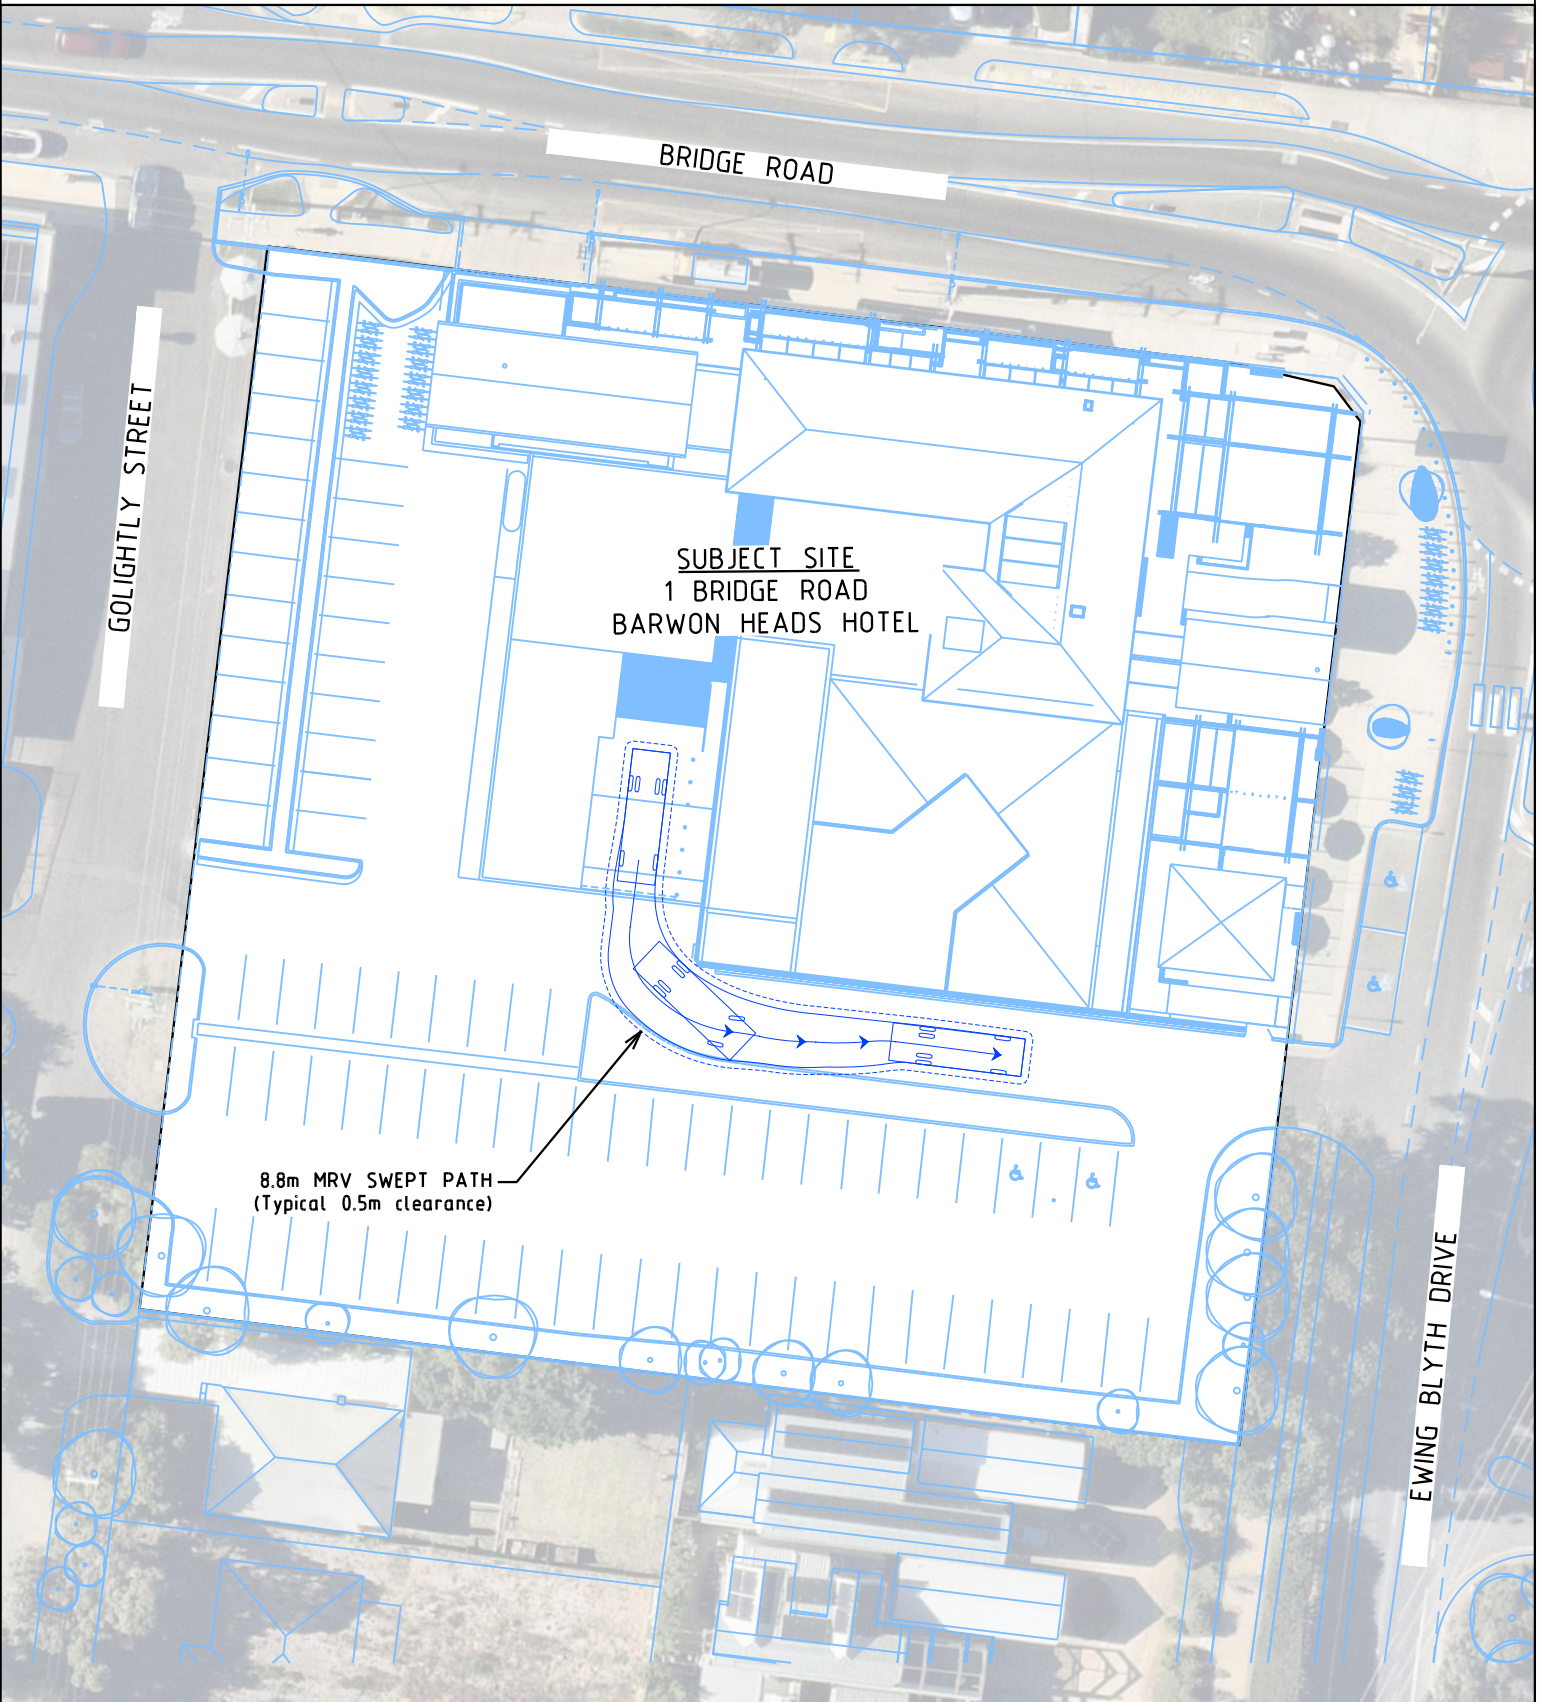 BRIDGE ROAD
GOLIGHTLY STREET
SUBJECT SITE
1 BRIDGE ROAD
BARWON HEADS HOTEL
8.8m MRV SWEPT PATH
(Typical 0.5m clearance)
EWING BLYTH DRIVE